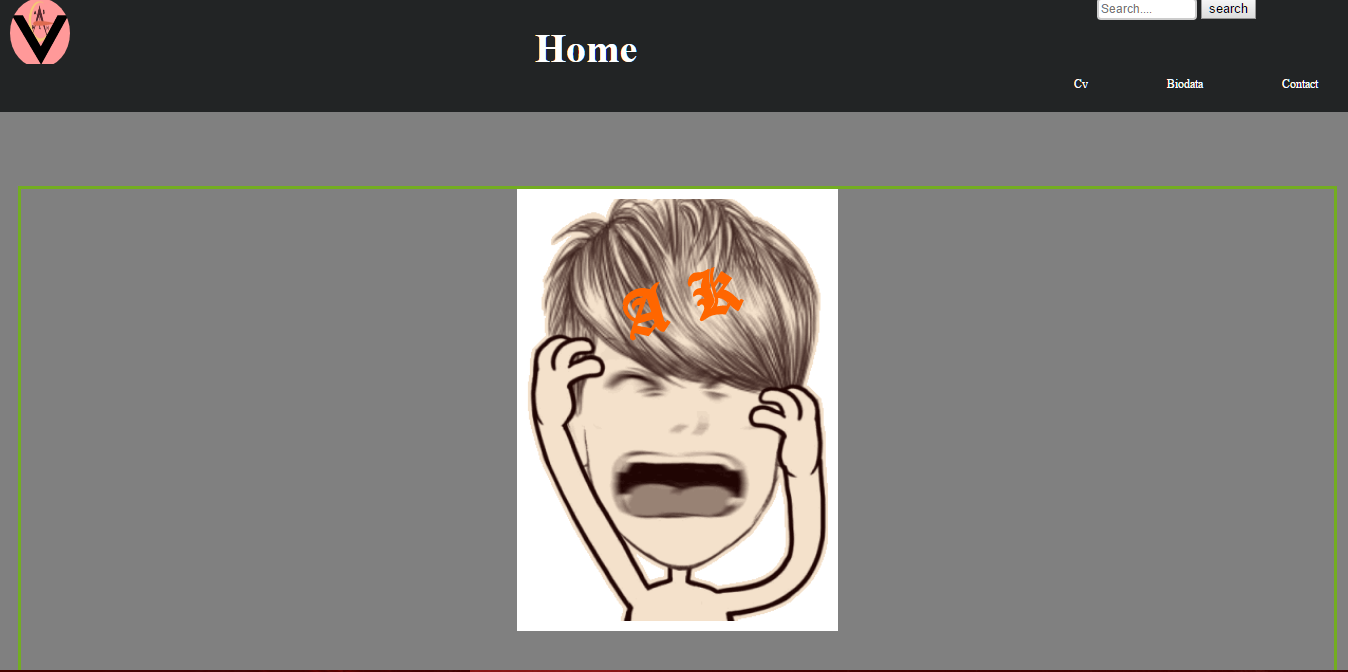 V
Search....
search
Home
Cv
Biodata
Contact
A K